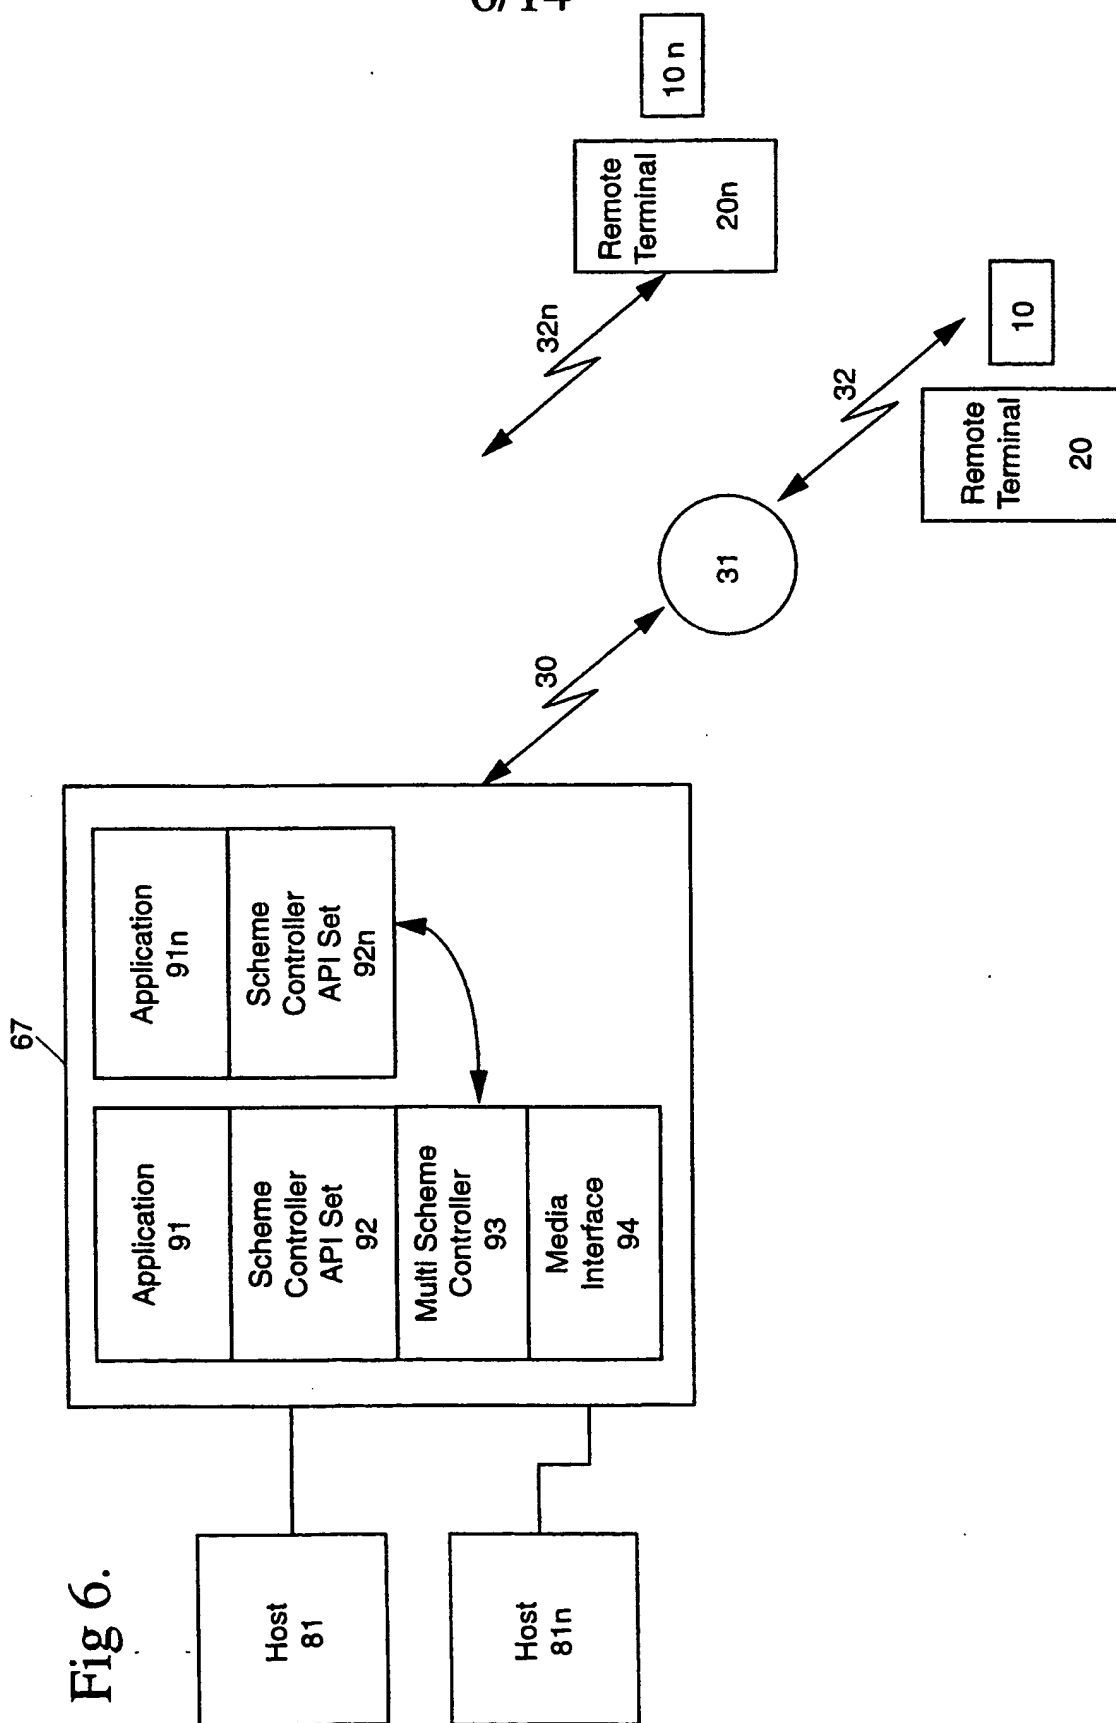 6/14
Fig 6.
67
Host
81
Host
81n
Application
91
Scheme
Controller
API Set
92
Multi Scheme
Controller
93
Media
Interface
94
Application
91n
Scheme
Controller
API Set
92n
30
31
32
32n
Remote
Terminal
20
10
Remote
Terminal
20n
10 n